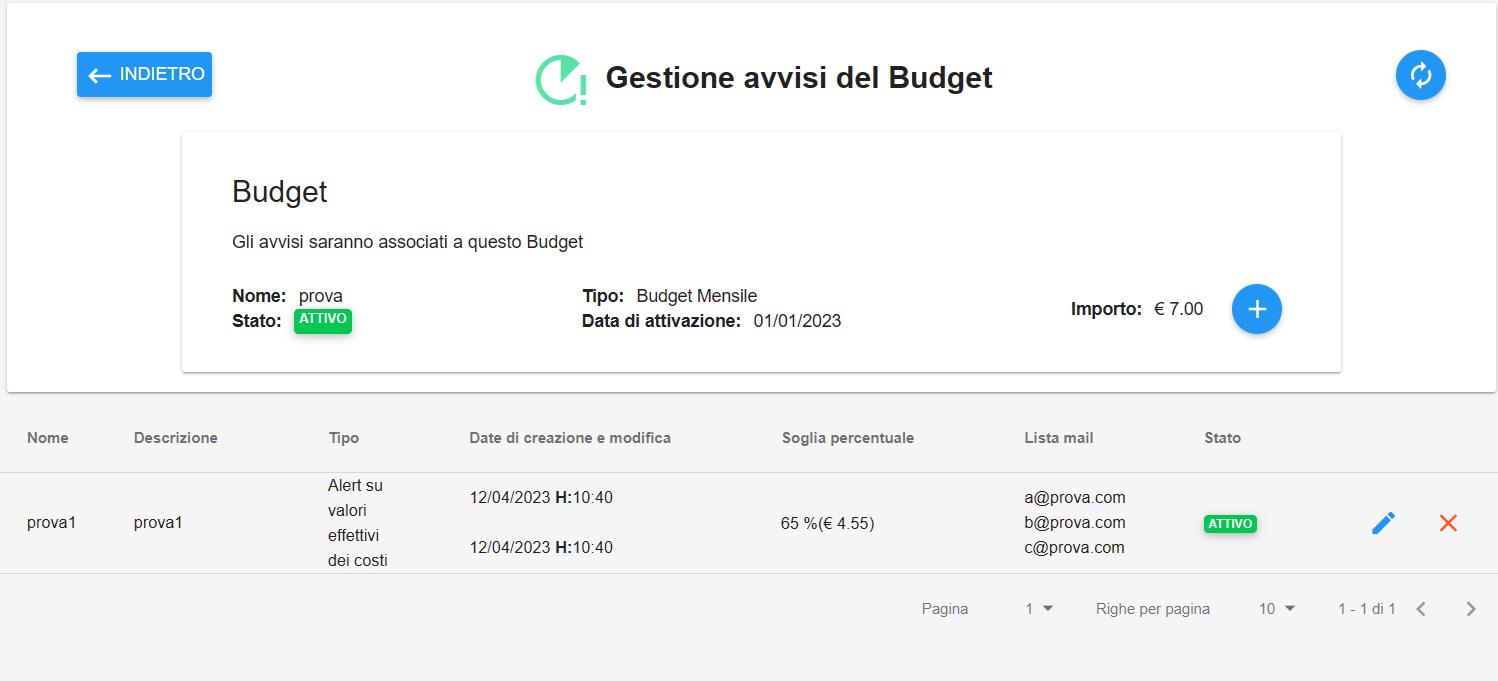 INDIETRO
Gestione avvisi del Budget
Budget
Gli avvisi saranno associati a questo Budget
Nome: prova
Stato: ATTIVO
Tipo: Budget Mensile
Data di attivazione: 01/01/2023
Importo: € 7.00
Nome Descrizione Tipo Date di creazione e modifica Soglia percentuale Lista mail Stato
prova1
prova1
Alert su
valori
effettivi
dei costi
12/04/2023 H:10:40
12/04/2023 H:10:40
65 %(€ 4.55)
a@prova.com
b@prova.com
c@prova.com
ATTIVO
Pagina 1 Righe per pagina 10 1 - 1 di 1